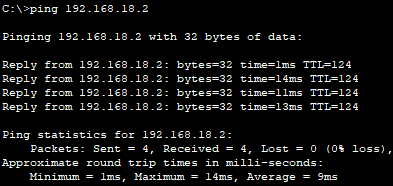 C:\>ping 192.168.18.2
Pinging 192.168.18.2 with 32 bytes of data:
Reply from 192.168.18.2: bytes=32 time=1ms TTL=124
Reply from 192.168.18.2: bytes=32 time=14ms TTL=124
Reply from 192.168.18.2: bytes=32 time=11ms TTL=124
Reply from 192.168.18.2: bytes=32 time=13ms TTL=124
Ping statistics for 192.168.18.2:
    Packets: Sent = 4, Received = 4, Lost = 0 (0% loss),
Approximate round trip times in milli-seconds:
    Minimum = 1ms, Maximum = 14ms, Average = 9ms